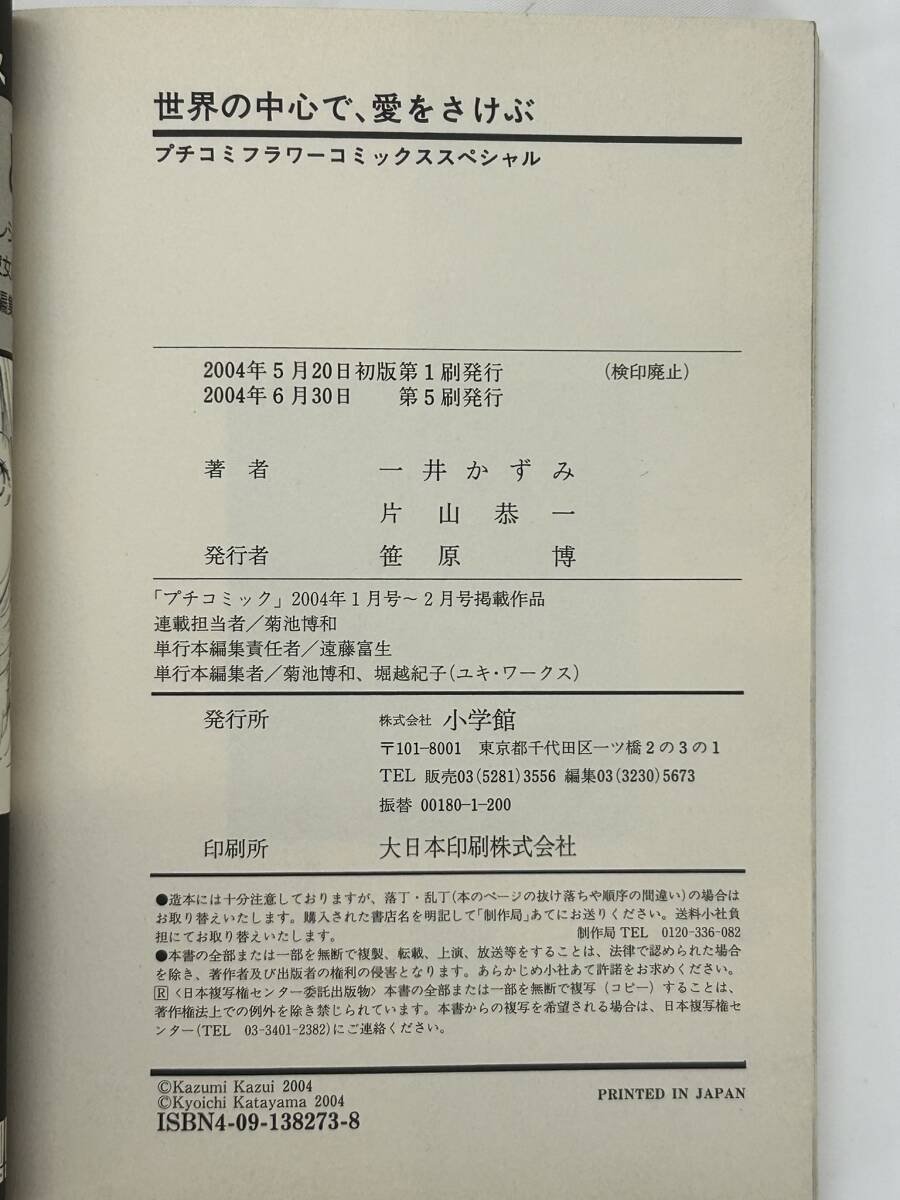 世界の中心で、愛をさけぶ
プチコミフラワーコミックススペシャル
2004年5月20日初版第1刷発行 (検印廃止)
2004年6月30日 第5刷発行
著 者 一井かずみ
片山恭一
発行者 笹原 博
「プチコミック」2004年1月号～2月号掲載作品
連載担当者/菊池博和
単行本編集責任者/遠藤富生
単行本編集者/菊池博和、堀越紀子(ユキ・ワークス)
発行所 株式会社 小学館
〒101-8001 東京都千代田区一ツ橋2の3の1
TEL 販売03(5281)3556 編集03(3230)5673
振替 00180-1-200
印刷所 大日本印刷株式会社
●造本には十分注意しておりますが、落丁・乱丁(本のページの抜け落ちや順序の間違い)の場合は
お取り替えいたします。購入された書店名を明記して「制作局」あてにお送りください。送料小社負
担にてお取り替えいたします。 制作局 TEL 0120-336-082
●本書の全部または一部を無断で複製、転載、上演、放送等をすることは、法律で認められた場合
を除き、著作者及び出版者の権利の侵害となります。あらかじめ小社あて許諾をお求めください。
R〈日本複写権センター委託出版物〉本書の全部または一部を無断で複写(コピー)することは、
著作権法上での例外を除き禁じられています。本書からの複写を希望される場合は、日本複写権セ
ンター(TEL 03-3401-2382)にご連絡ください。
©Kazumi Kazui 2004
©Kyoichi Katayama 2004
ISBN4-09-138273-8
PRINTED IN JAPAN